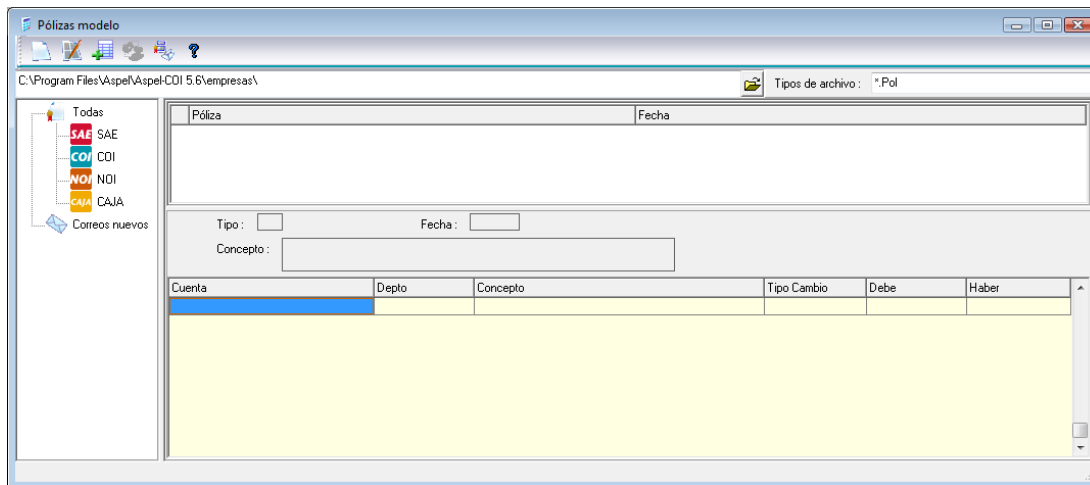 Pólizas modelo
?
C:\Program Files\Aspel\Aspel-COI 5.6\empresas\ Tipos de archivo : *.Pol
Todas
SAE SAE
COI COI
NOI NOI
CAJA CAJA
Correos nuevos
Póliza Fecha
Tipo : Fecha :
Concepto :
Cuenta Depto Concepto Tipo Cambio Debe Haber